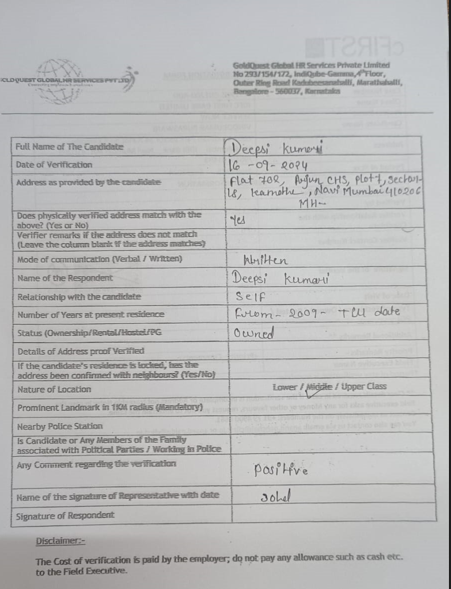 GoldQuest Global HR Services Private Limited
No 293/154/172, IndiQube-Gamma, 4th Floor,
Outer Ring Road Kadubeesanahalli, Marathahalli,
Bangalore - 560037, Karnataka
GOLDQUEST GLOBAL HR SERVICES PVT LTD
Full Name of The Candidate Deepsi Kumari
Date of Verification 16-09-2024
Address as provided by the candidate Flat 702, Arjun CHS, Plot 7, Sector-
18, Kamothe, Navi Mumbai 410206
MH-
Does physically verified address match with the
above? (Yes or No) Yes
Verifier remarks if the address does not match
(Leave the column blank if the address matches)
Mode of communication (Verbal / Written) Written
Name of the Respondent Deepsi Kumari
Relationship with the candidate Self
Number of Years at present residence From - 2009 - Till date
Status (Ownership/Rental/Hostel/PG Owned
Details of Address proof Verified
If the candidate's residence is locked, has the
address been confirmed with neighbours? (Yes/No)
Nature of Location Lower / Middle / Upper Class
Prominent Landmark in 1KM radius (Mandatory)
Nearby Police Station
Is Candidate or Any Members of the Family
associated with Political Parties / Working in Police
Any Comment regarding the verification Positive
Name of the signature of Representative with date
Signature of Respondent
Disclaimer:-
The Cost of verification is paid by the employer; do not pay any allowance such as cash etc.
to the Field Executive.